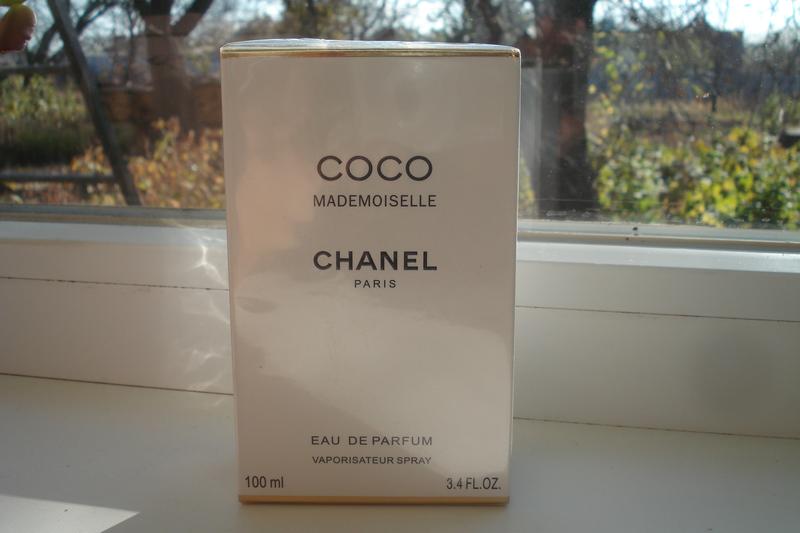 COCO
MADEMOISELLE
CHANEL
PARIS
EAU DE PARFUM
VAPORISATEUR SPRAY
100 ml 3.4 FL.OZ.